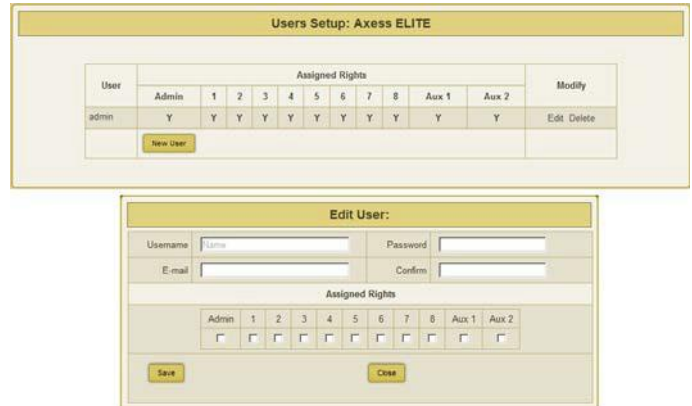 Users Setup: Axess ELITE
User Assigned Rights Modify
Admin 1 2 3 4 5 6 7 8 Aux 1 Aux 2
admin Y Y Y Y Y Y Y Y Y Y Y Edit Delete
New User
Edit User:
Username Name Password
E-mail Confirm
Assigned Rights
Admin 1 2 3 4 5 6 7 8 Aux 1 Aux 2
Save Close